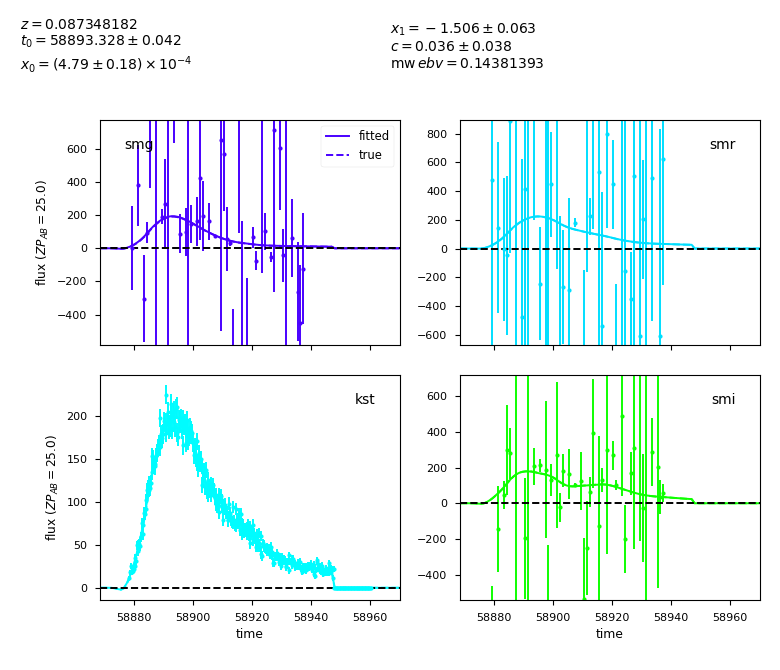 z = 0.087348182
t₀ = 58893.328 ± 0.042
x₀ = (4.79 ± 0.18) × 10⁻⁴
x₁ = −1.506 ± 0.063
c = 0.036 ± 0.038
mw ebv = 0.14381393
smg
fitted
true
600
400
200
0
−200
−400
flux (ZP_AB = 25.0)
smr
800
600
400
200
0
−200
−400
−600
kst
200
150
100
50
0
flux (ZP_AB = 25.0)
58880 58900 58920 58940 58960
time
smi
600
400
200
0
−200
−400
58880 58900 58920 58940 58960
time